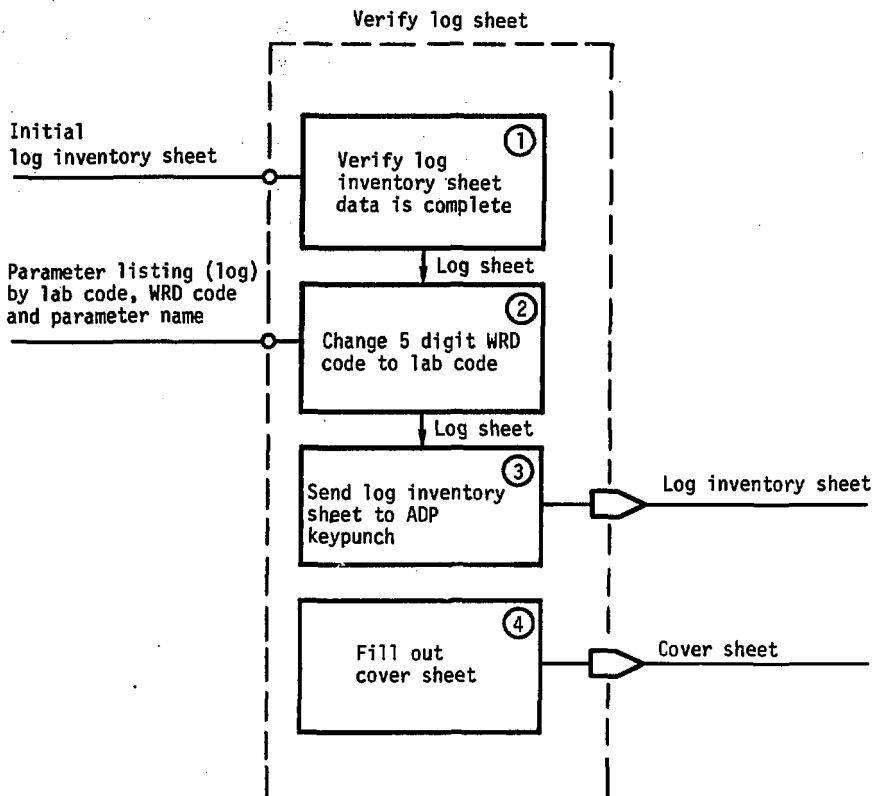 Verify log sheet
Initial
log inventory sheet
1
Verify log
inventory sheet
data is complete
Log sheet
Parameter listing (log)
by lab code, WRD code
and parameter name
2
Change 5 digit WRD
code to lab code
Log sheet
3
Send log inventory
sheet to ADP
keypunch
Log inventory sheet
4
Fill out
cover sheet
Cover sheet